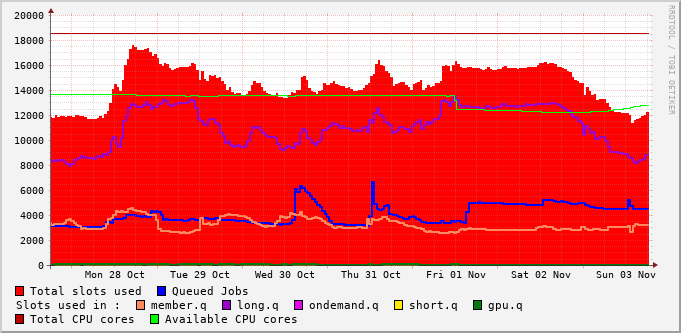 20000
18000
16000
14000
12000
10000
8000
6000
4000
2000
0
Mon 28 Oct Tue 29 Oct Wed 30 Oct Thu 31 Oct Fri 01 Nov Sat 02 Nov Sun 03 Nov
RRDTOOL / TOBI OETIKER
Total slots used Queued Jobs
Slots used in : member.q long.q ondemand.q short.q gpu.q
Total CPU cores Available CPU cores